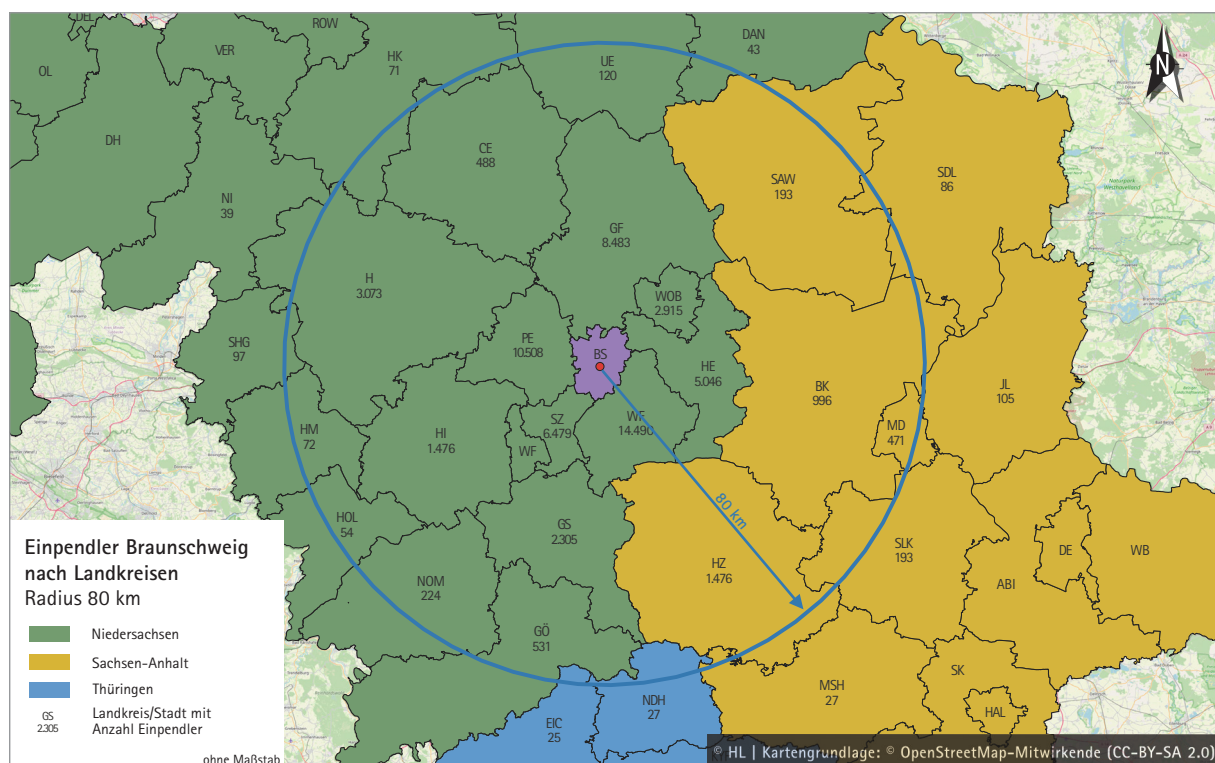 DEL
ROW
VER
OL
HK
71
UE
120
DAN
43
N
DH
CE
488
SAW
193
SDL
86
NI
39
GF
8.483
H
3.073
WOB
2.915
SHG
97
PE
10.508
BS
HE
5.046
BK
996
JL
105
HM
72
HI
1.476
SZ
6.479
WF
14.490
MD
471
WF
80 km
HOL
54
GS
2.305
HZ
1.476
SLK
193
DE
WB
NOM
224
ABI
GÖ
531
SK
MSH
27
HAL
NDH
27
EIC
25
Einpendler Braunschweig
nach Landkreisen
Radius 80 km
Niedersachsen
Sachsen-Anhalt
Thüringen
GS
2.305
Landkreis/Stadt mit
Anzahl Einpendler
ohne Maßstab
© HL | Kartengrundlage: © OpenStreetMap-Mitwirkende (CC-BY-SA 2.0)